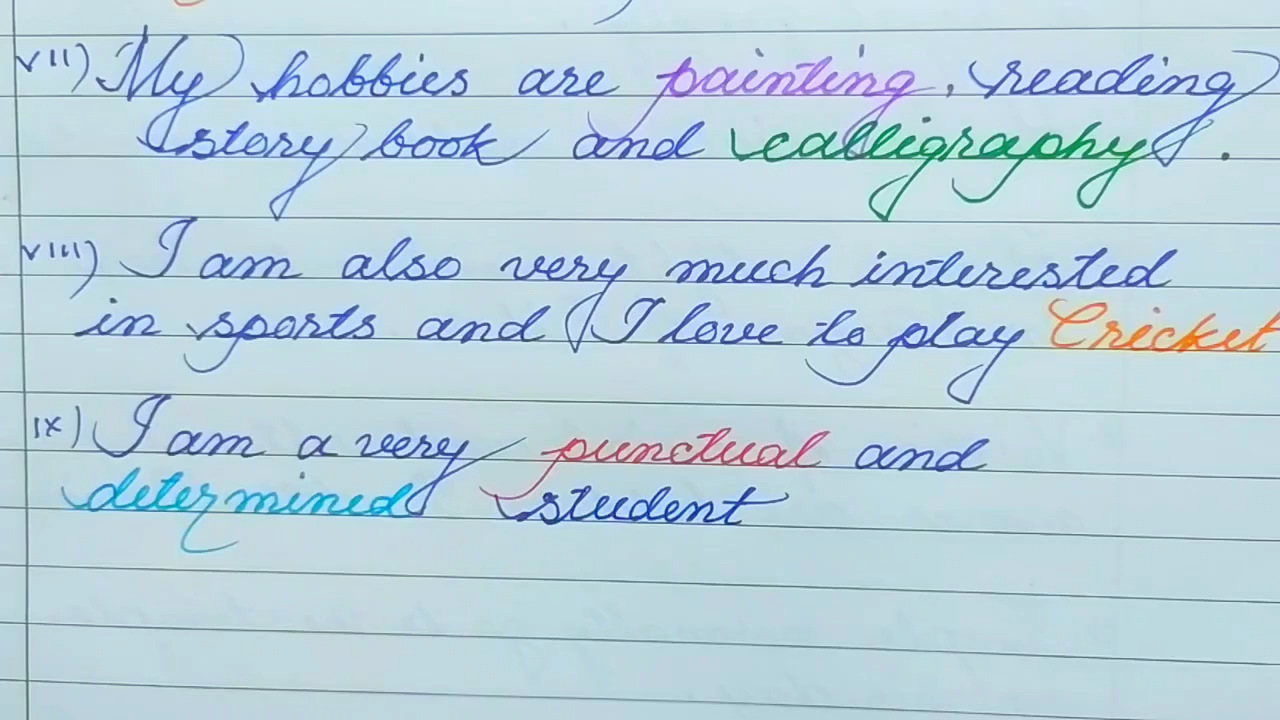 vii) My hobbies are painting, reading
story book and calligraphy.
viii) I am also very much interested
in sports and I love to play Cricket
ix) I am a very punctual and
determined student